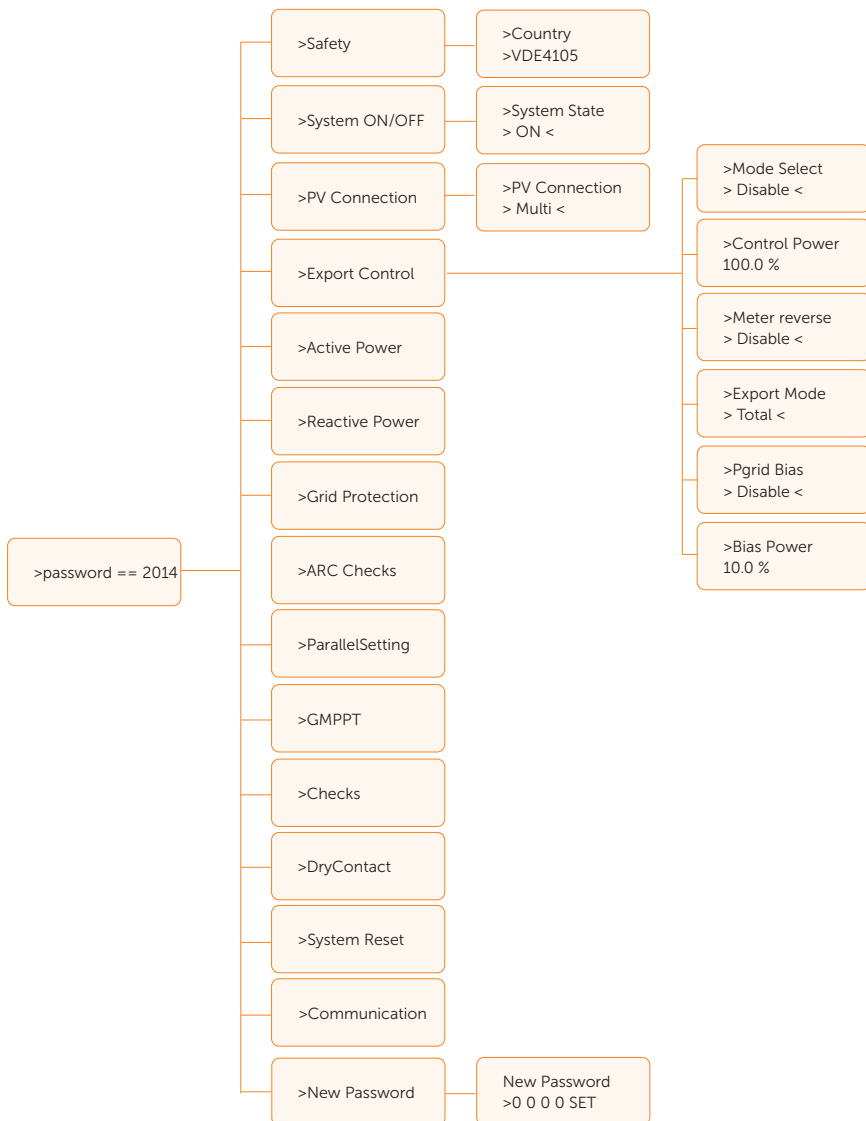 >password == 2014
>Safety
>Country
>VDE4105
>System ON/OFF
>System State
> ON <
>PV Connection
>PV Connection
> Multi <
>Export Control
>Mode Select
> Disable <
>Control Power
100.0 %
>Meter reverse
> Disable <
>Export Mode
> Total <
>Pgrid Bias
> Disable <
>Bias Power
10.0 %
>Active Power
>Reactive Power
>Grid Protection
>ARC Checks
>ParallelSetting
>GMPPT
>Checks
>DryContact
>System Reset
>Communication
>New Password
New Password
>0 0 0 0 SET